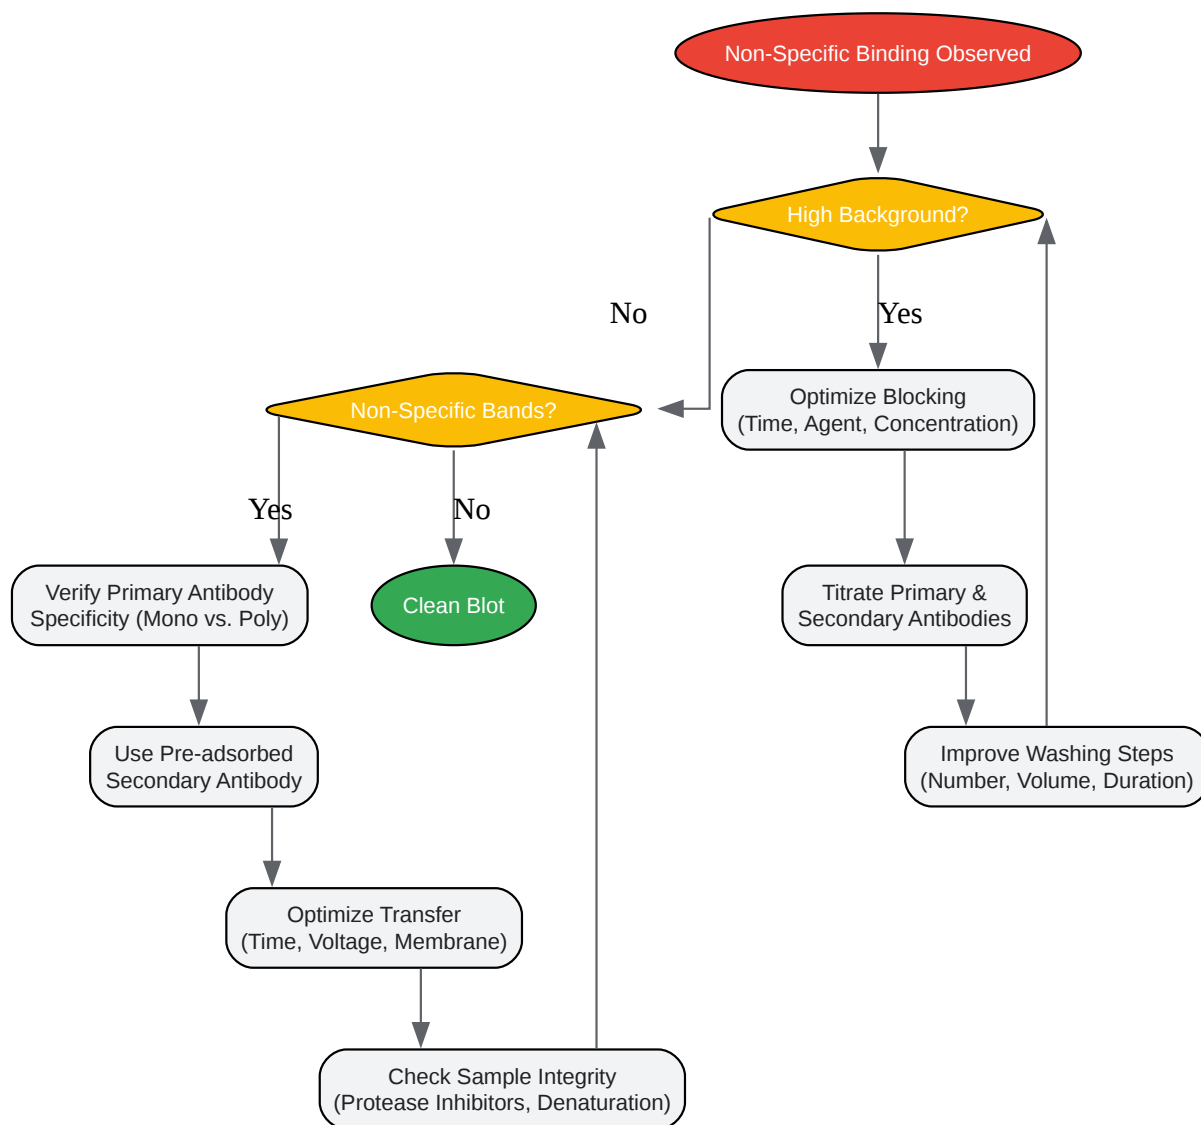 Non-Specific Binding Observed
High Background?
No
Yes
Non-Specific Bands?
Optimize Blocking
(Time, Agent, Concentration)
Yes
No
Verify Primary Antibody
Specificity (Mono vs. Poly)
Clean Blot
Titrate Primary &
Secondary Antibodies
Use Pre-adsorbed
Secondary Antibody
Improve Washing Steps
(Number, Volume, Duration)
Optimize Transfer
(Time, Voltage, Membrane)
Check Sample Integrity
(Protease Inhibitors, Denaturation)